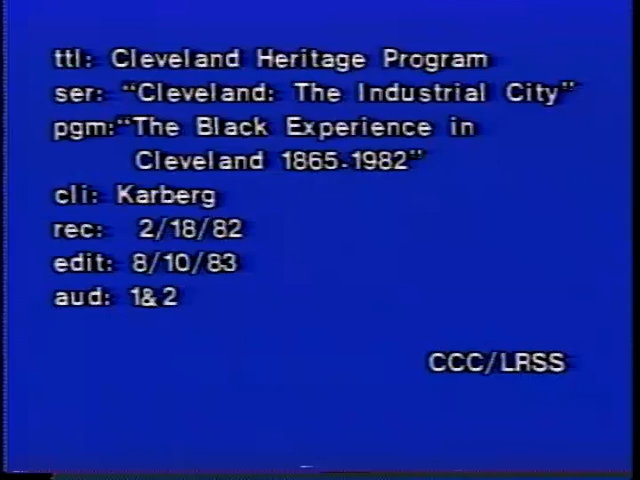 ttl: Cleveland Heritage Program
ser: “Cleveland: The Industrial City”
pgm:“The Black Experience in
Cleveland 1865-1982”
cli: Karberg
rec: 2/18/82
edit: 8/10/83
aud: 1&2
CCC/LRSS